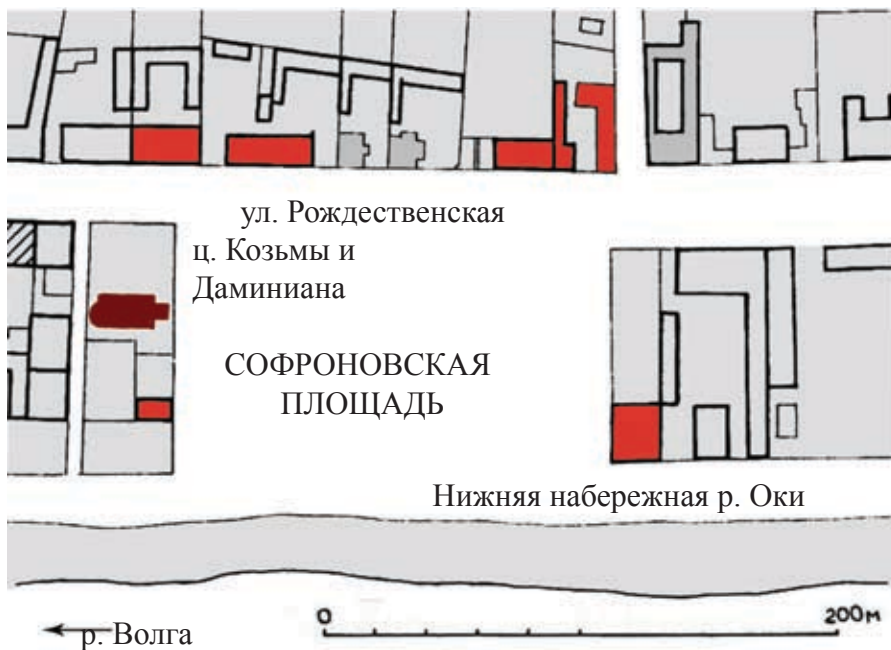 ул. Рождественская
ц. Козьмы и
Даминиана
СОФРОНОВСКАЯ
ПЛОЩАДЬ
Нижняя набережная р. Оки
0
200м
р. Волга